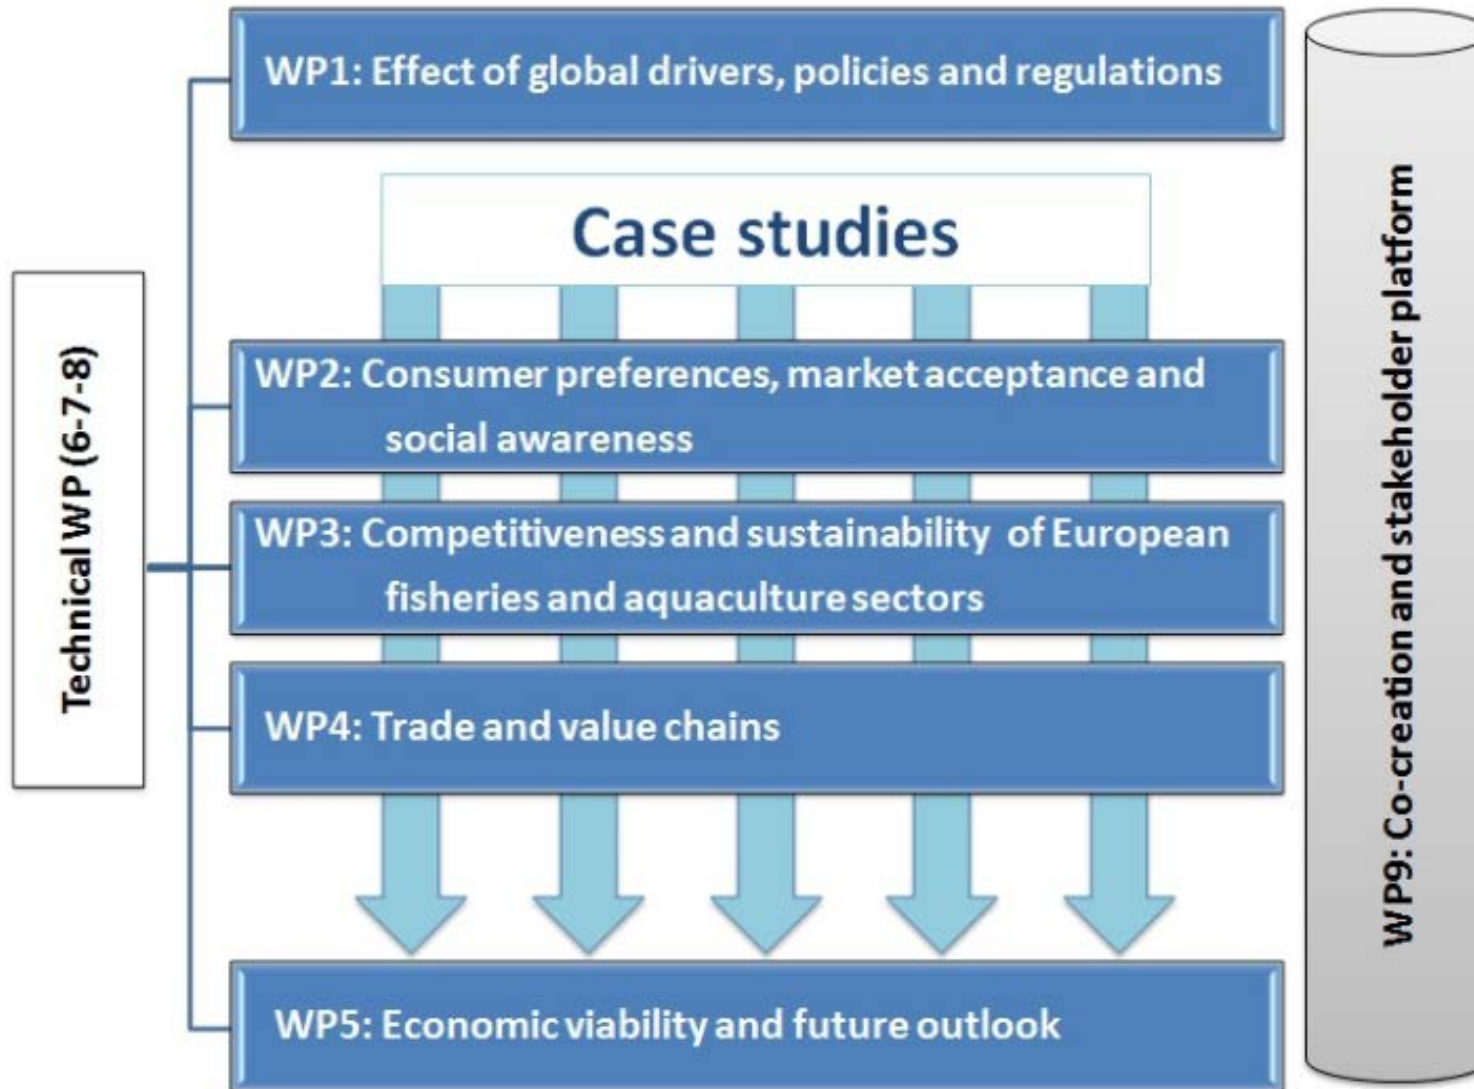 WP1: Effect of global drivers, policies and regulations
Case studies
Technical WP (6-7-8)
WP2: Consumer preferences, market acceptance and
social awareness
WP3: Competitiveness and sustainability of European
fisheries and aquaculture sectors
WP4: Trade and value chains
WP5: Economic viability and future outlook
WP9: Co-creation and stakeholder platform